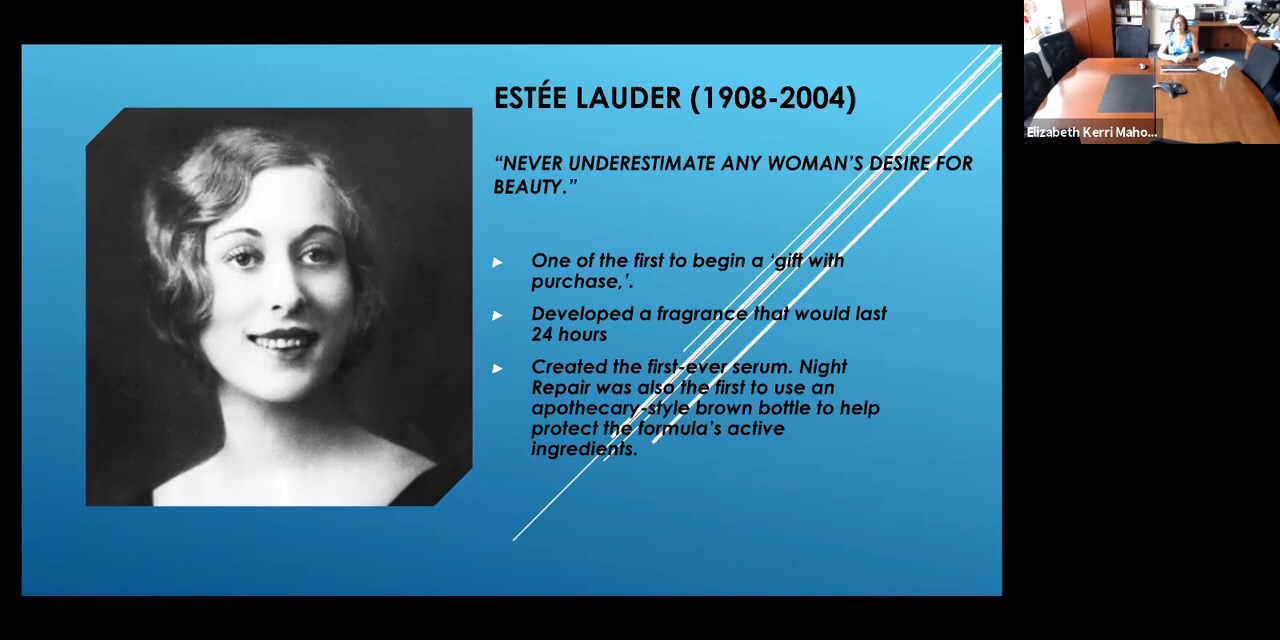 ESTÉE LAUDER (1908-2004)
“NEVER UNDERESTIMATE ANY WOMAN’S DESIRE FOR
BEAUTY.”
One of the first to begin a ‘gift with
purchase,’.
Developed a fragrance that would last
24 hours
Created the first-ever serum. Night
Repair was also the first to use an
apothecary-style brown bottle to help
protect the formula’s active
ingredients.
Elizabeth Kerri Maho...